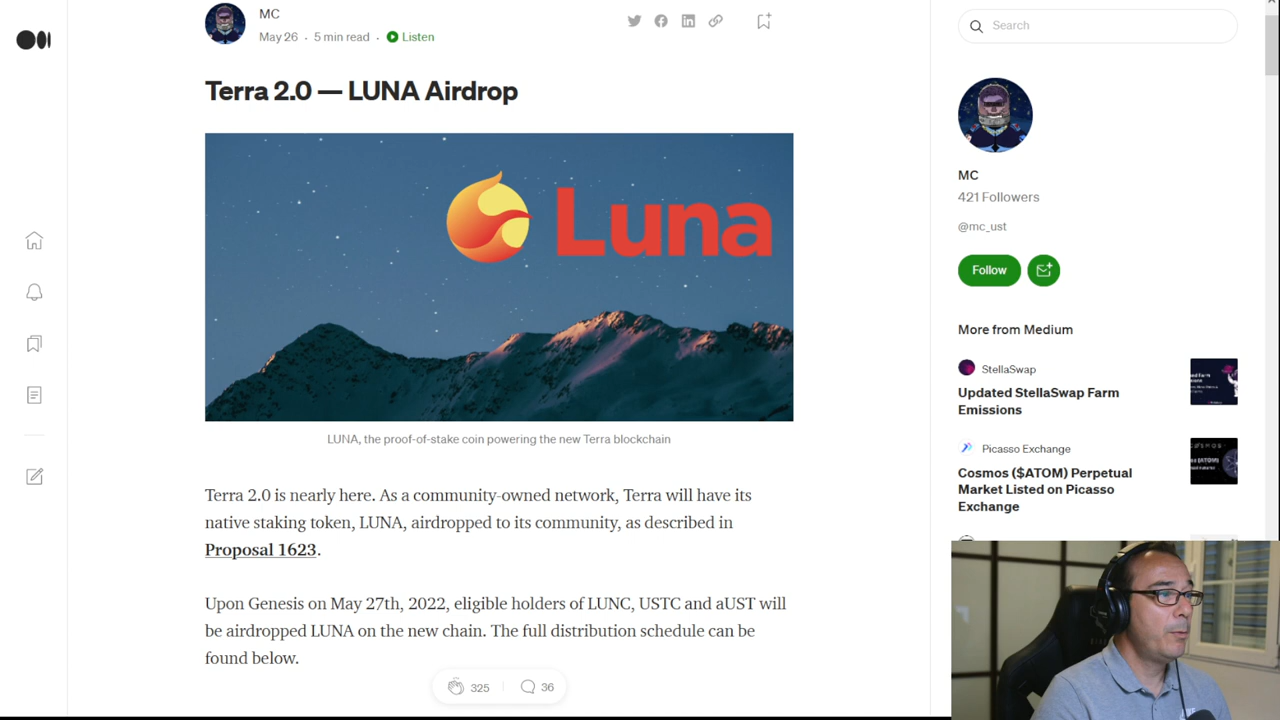 MC
May 26 · 5 min read · Listen
Terra 2.0 — LUNA Airdrop
Luna
LUNA, the proof-of-stake coin powering the new Terra blockchain
Terra 2.0 is nearly here. As a community-owned network, Terra will have its
native staking token, LUNA, airdropped to its community, as described in
Proposal 1623.
Upon Genesis on May 27th, 2022, eligible holders of LUNC, USTC and aUST will
be airdropped LUNA on the new chain. The full distribution schedule can be
found below.
325
36
Search
MC
421 Followers
@mc_ust
Follow
More from Medium
StellaSwap
Updated StellaSwap Farm
Emissions
Picasso Exchange
Cosmos ($ATOM) Perpetual
Market Listed on Picasso
Exchange